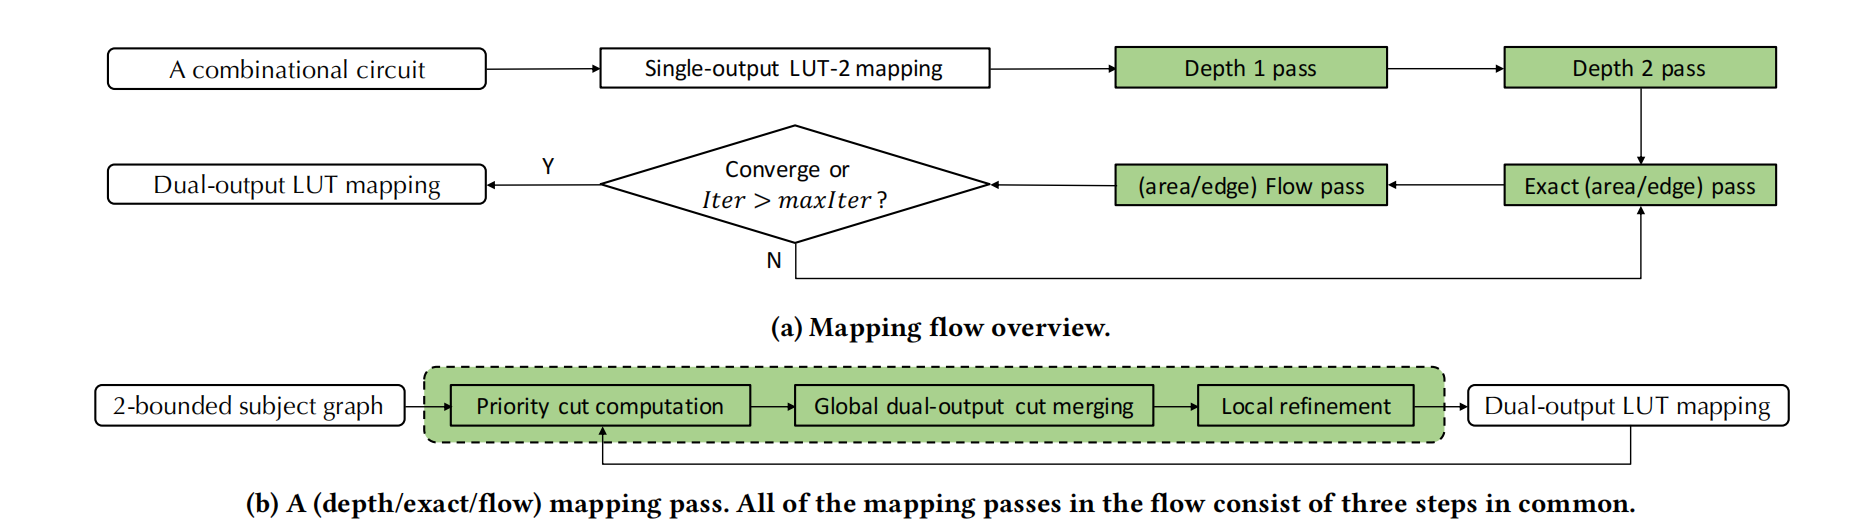 A combinational circuit
Single-output LUT-2 mapping
Depth 1 pass
Depth 2 pass
Dual-output LUT mapping
Y
Converge or
Iter > maxIter ?
(area/edge) Flow pass
Exact (area/edge) pass
N
(a) Mapping flow overview.
2-bounded subject graph
Priority cut computation
Global dual-output cut merging
Local refinement
Dual-output LUT mapping
(b) A (depth/exact/flow) mapping pass. All of the mapping passes in the flow consist of three steps in common.